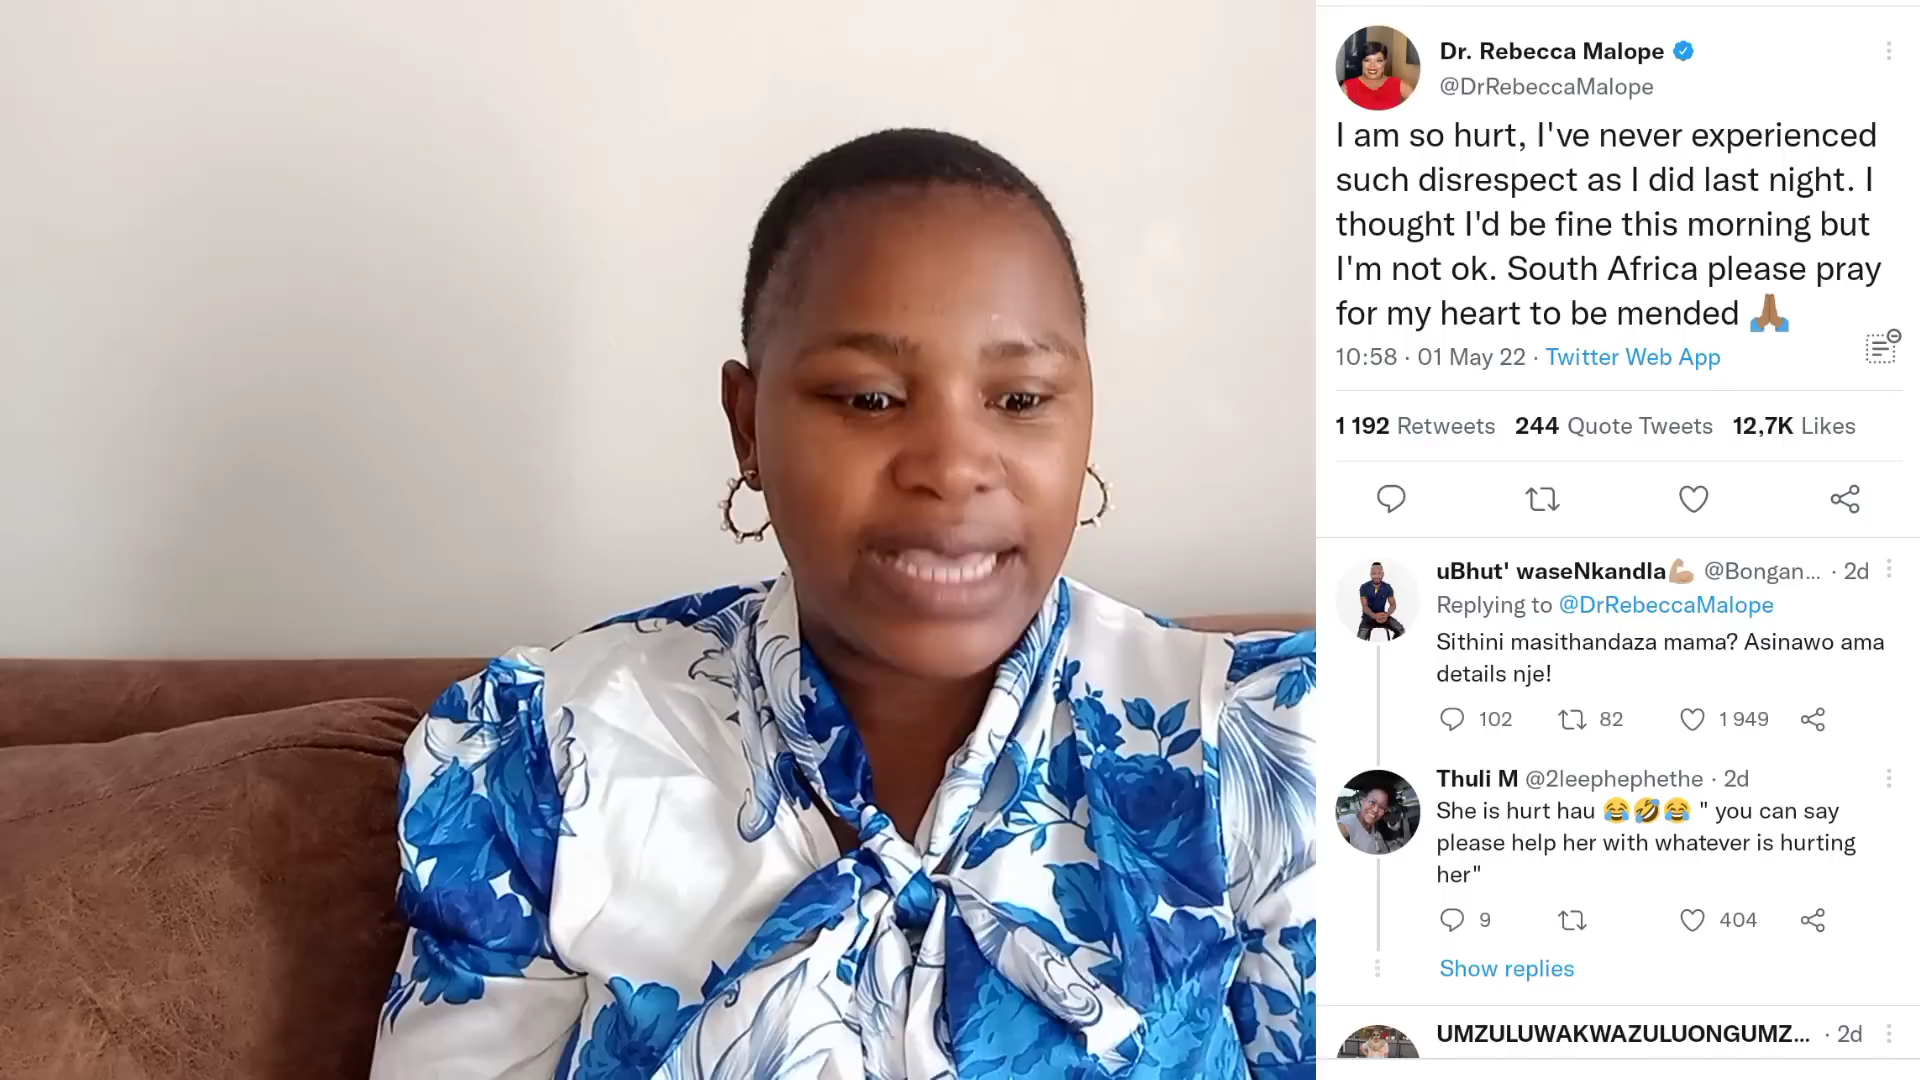 Dr. Rebecca Malope
@DrRebeccaMalope
I am so hurt, I've never experienced
such disrespect as I did last night. I
thought I'd be fine this morning but
I'm not ok. South Africa please pray
for my heart to be mended 🙏🏾
10:58 · 01 May 22 · Twitter Web App
1 192 Retweets 244 Quote Tweets 12,7K Likes
uBhut' waseNkandla💪🏼 @Bongan... · 2d
Replying to @DrRebeccaMalope
Sithini masithandaza mama? Asinawo ama
details nje!
102 82 1 949
Thuli M @2leephephethe · 2d
She is hurt hau 😂🤣😂 " you can say
please help her with whatever is hurting
her"
9 404
Show replies
UMZULUWAKWAZULUONGUMZ... · 2d